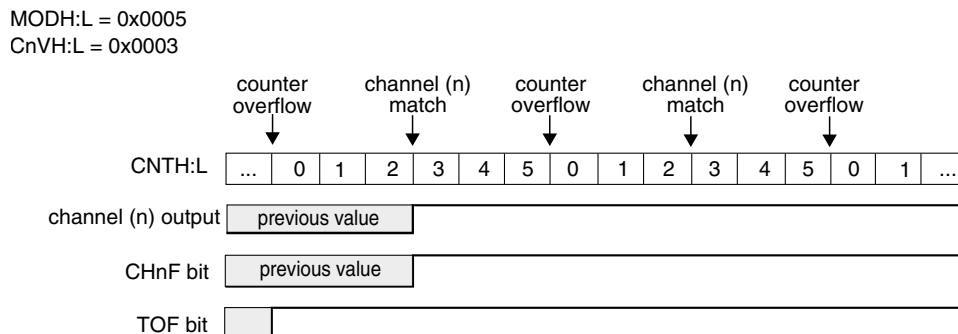 MODH:L = 0x0005
CnVH:L = 0x0003
counter overflow
channel (n) match
counter overflow
channel (n) match
counter overflow
CNTH:L ... 0 1 2 3 4 5 0 1 2 3 4 5 0 1 ...
channel (n) output previous value
CHnF bit previous value
TOF bit